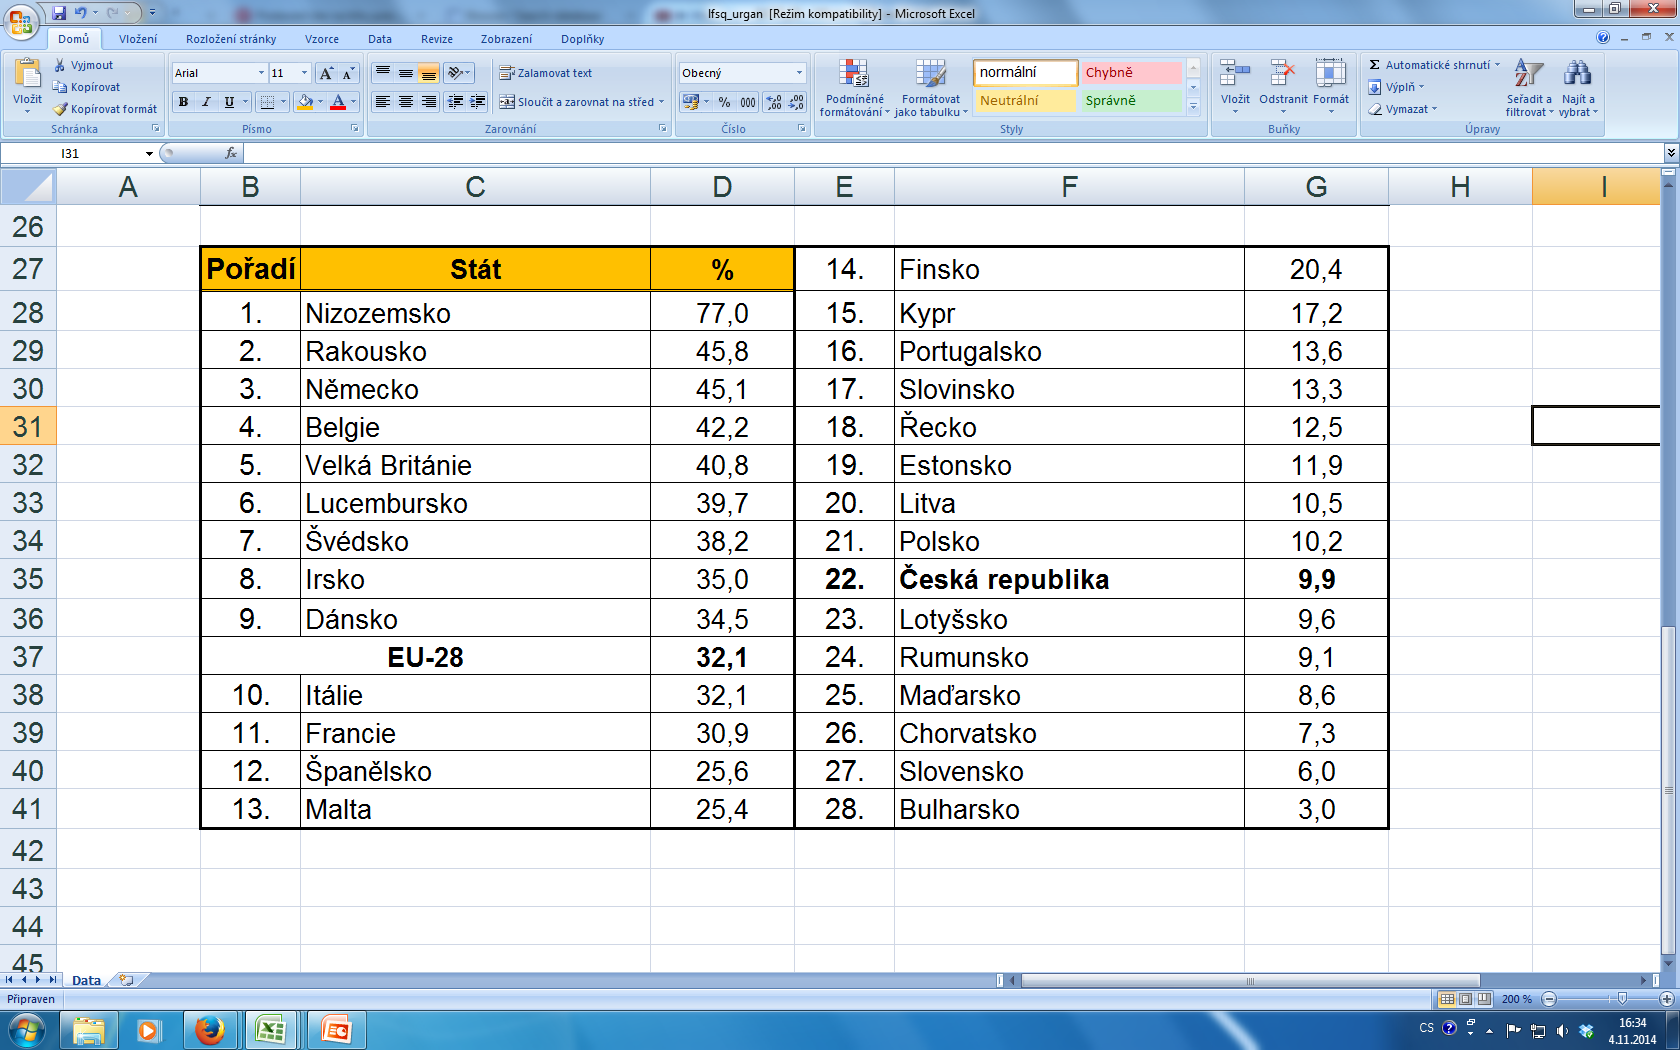 lfsq_urgan [Režim kompatibility] - Microsoft Excel
Domů Vložení Rozložení stránky Vzorce Data Revize Zobrazení Doplňky
Vložit
Vyjmout
Kopírovat
Kopírovat formát
Schránka
Arial 11
B I U
Písmo
Zalamovat text
Sloučit a zarovnat na střed
Zarovnání
Obecný
% 000
Číslo
Podmíněné formátování
Formátovat jako tabulku
normální Chybně
Neutrální Správně
Styly
Vložit Odstranit Formát
Buňky
Σ Automatické shrnutí
Výplň
Vymazat
Seřadit a filtrovat
Najít a vybrat
Úpravy
I31 fx
A B C D E F G H I
26
27 Pořadí Stát % 14. Finsko 20,4
28 1. Nizozemsko 77,0 15. Kypr 17,2
29 2. Rakousko 45,8 16. Portugalsko 13,6
30 3. Německo 45,1 17. Slovinsko 13,3
31 4. Belgie 42,2 18. Řecko 12,5
32 5. Velká Británie 40,8 19. Estonsko 11,9
33 6. Lucembursko 39,7 20. Litva 10,5
34 7. Švédsko 38,2 21. Polsko 10,2
35 8. Irsko 35,0 22. Česká republika 9,9
36 9. Dánsko 34,5 23. Lotyšsko 9,6
37 EU-28 32,1 24. Rumunsko 9,1
38 10. Itálie 32,1 25. Maďarsko 8,6
39 11. Francie 30,9 26. Chorvatsko 7,3
40 12. Španělsko 25,6 27. Slovensko 6,0
41 13. Malta 25,4 28. Bulharsko 3,0
42
43
44
45
Data
Připraven 200 %
CS 16:34
4.11.2014